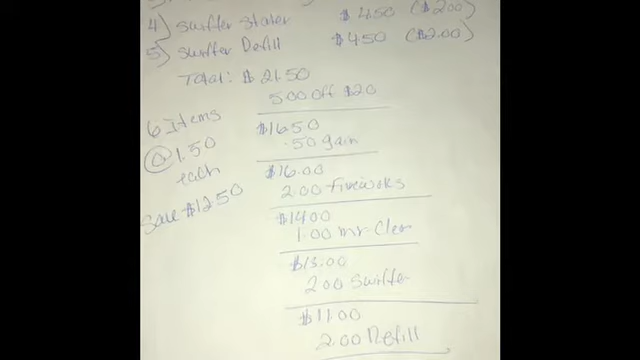 4) Swiffer Stater $4.50 ($2.00)
5) Swiffer Refill $4.50 ($2.00)
Total: $21.50
5.00 off $20
$16.50
.50 gain
$16.00
2.00 fireworks
$14.00
1.00 mr. Clen
$13.00
2.00 Swiffer
$11.00
2.00 Refill
6 Items
@ 1.50
each
Save $12.50